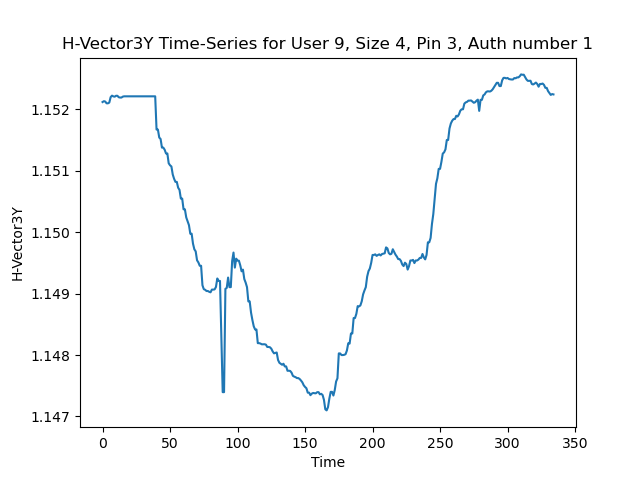 H-Vector3Y Time-Series for User 9, Size 4, Pin 3, Auth number 1
H-Vector3Y
1.152
1.151
1.150
1.149
1.148
1.147
0 50 100 150 200 250 300 350
Time